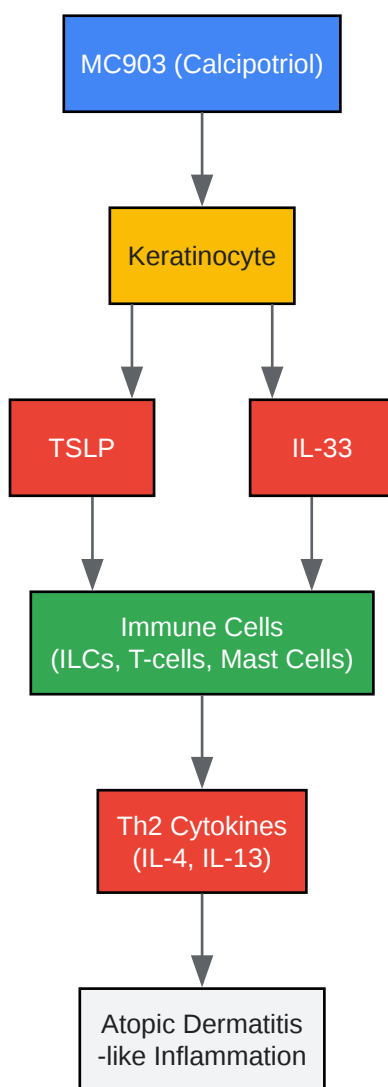 MC903 (Calcipotriol)
Keratinocyte
TSLP
IL-33
Immune Cells
(ILCs, T-cells, Mast Cells)
Th2 Cytokines
(IL-4, IL-13)
Atopic Dermatitis
-like Inflammation